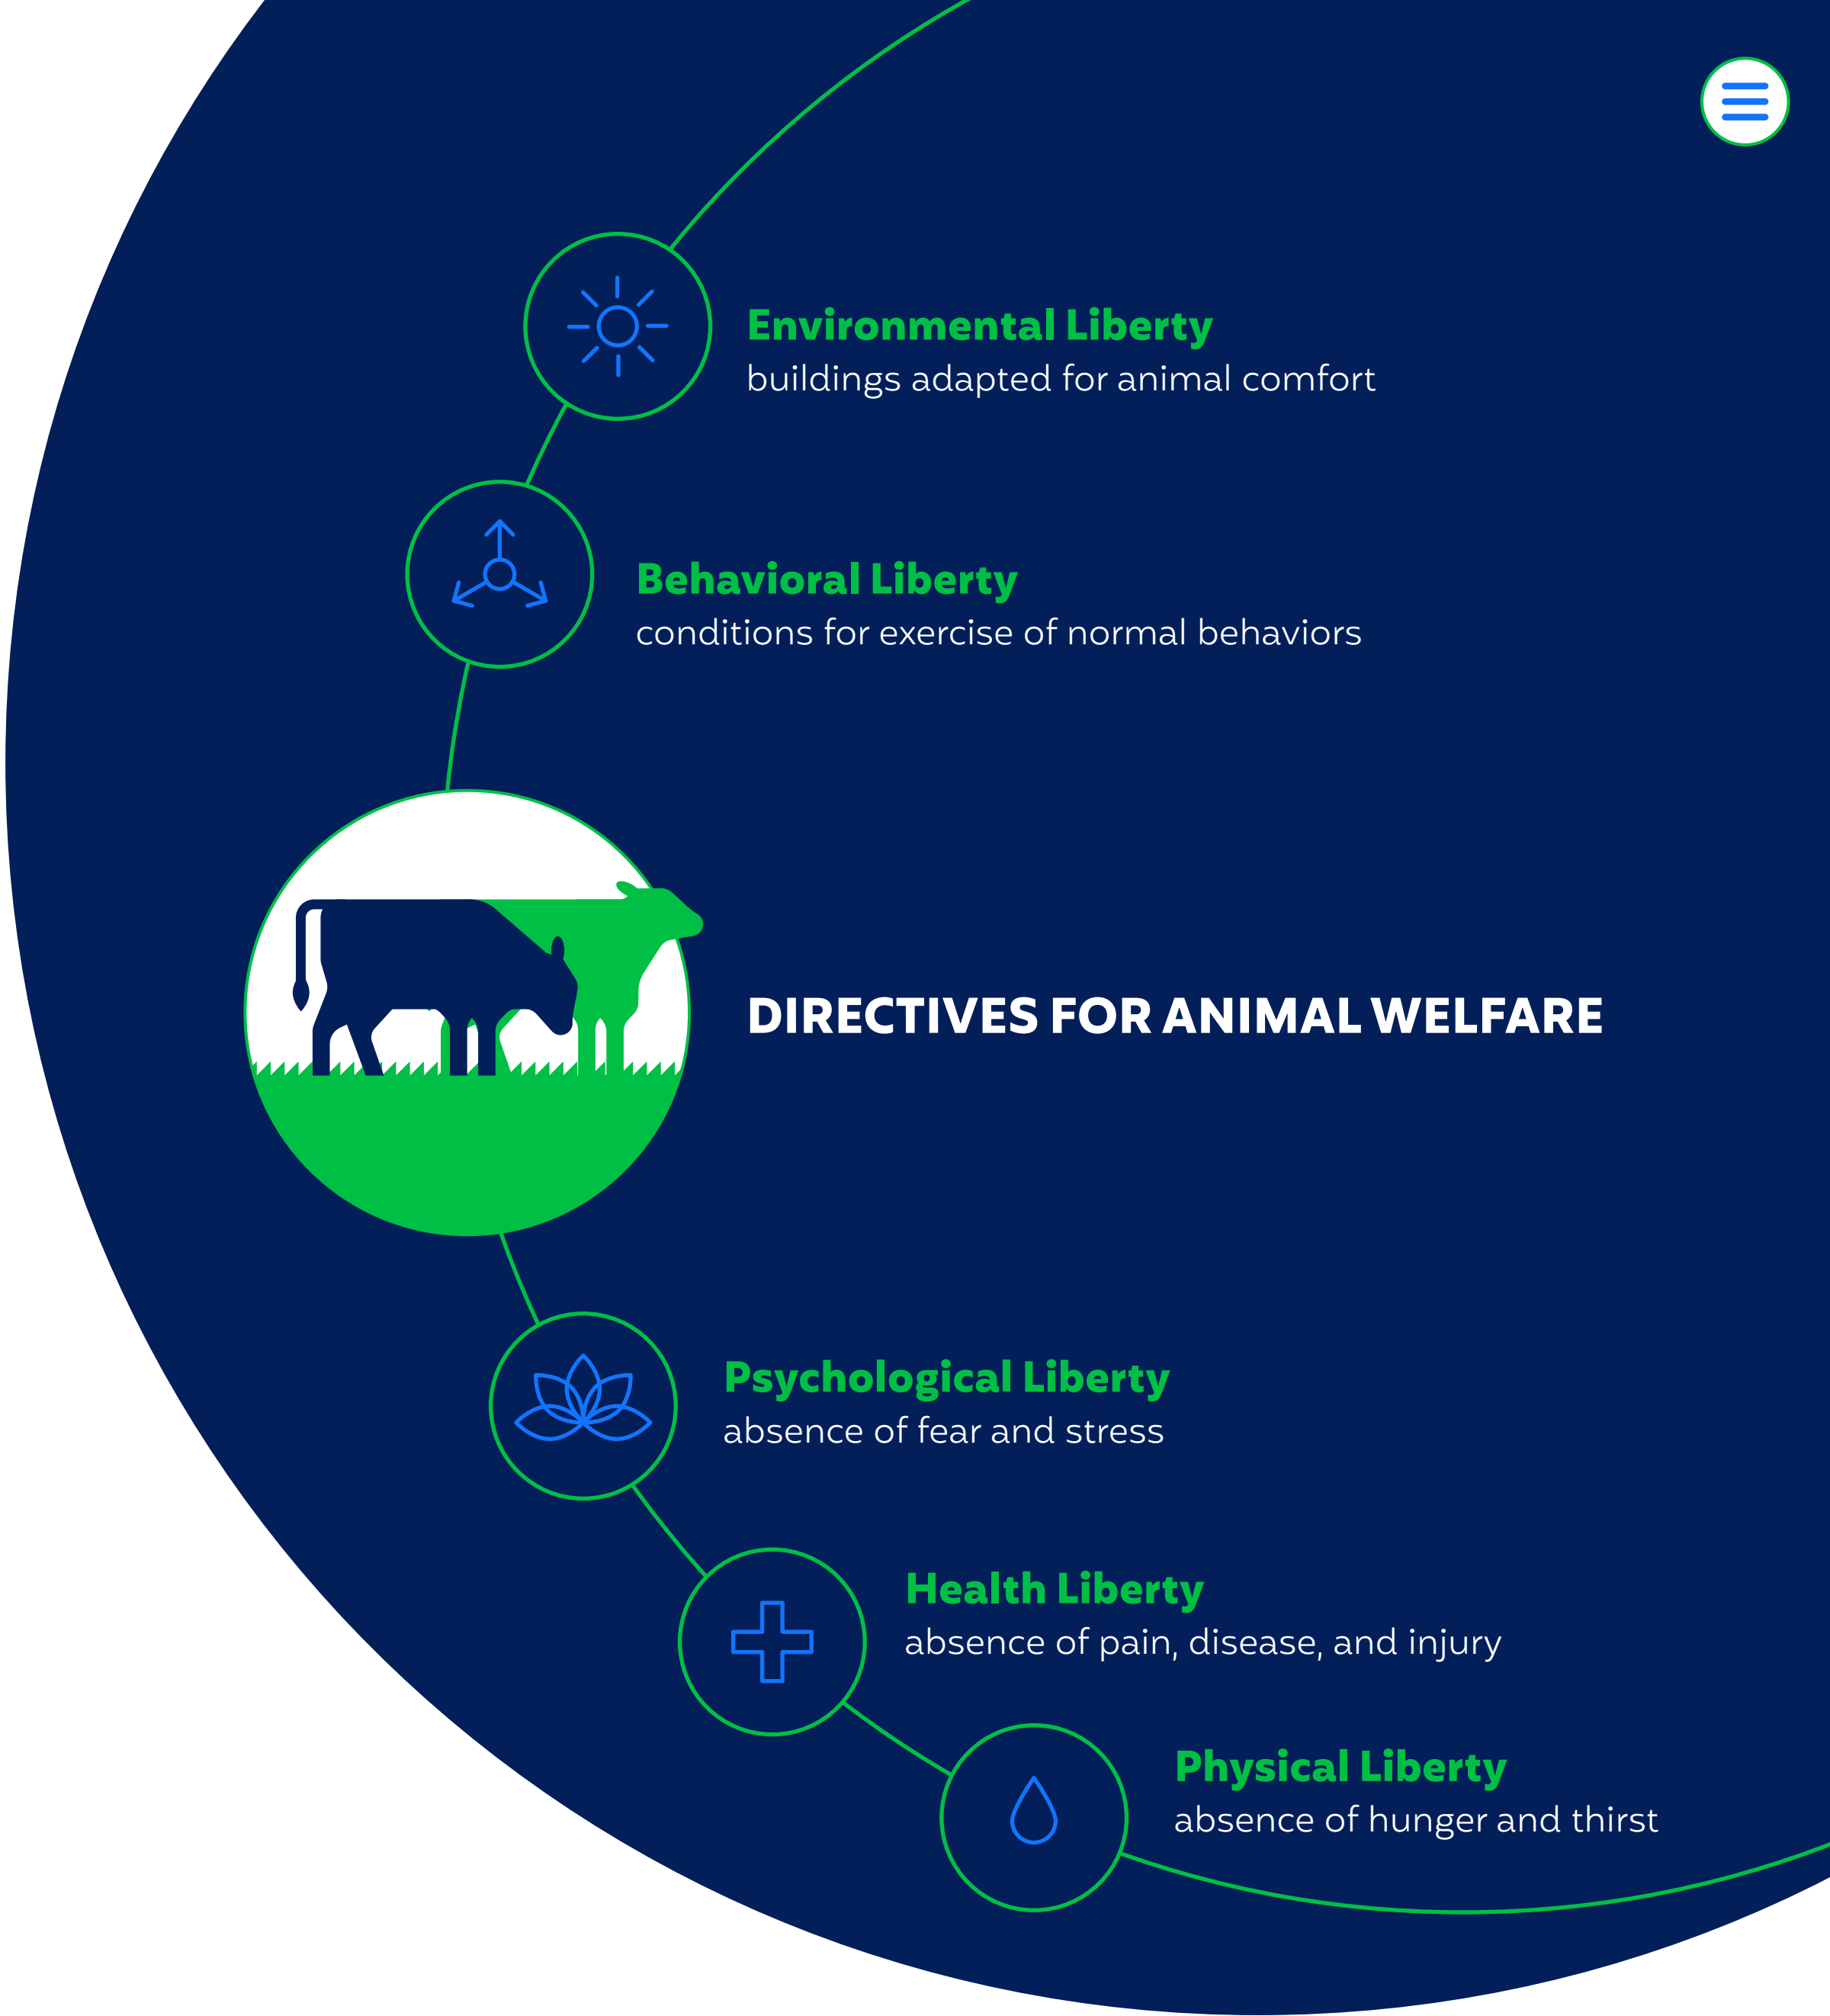 Environmental Liberty
buildings adapted for animal comfort
Behavioral Liberty
conditions for exercise of normal behaviors
DIRECTIVES FOR ANIMAL WELFARE
Psychological Liberty
absence of fear and stress
Health Liberty
absence of pain, disease, and injury
Physical Liberty
absence of hunger and thirst